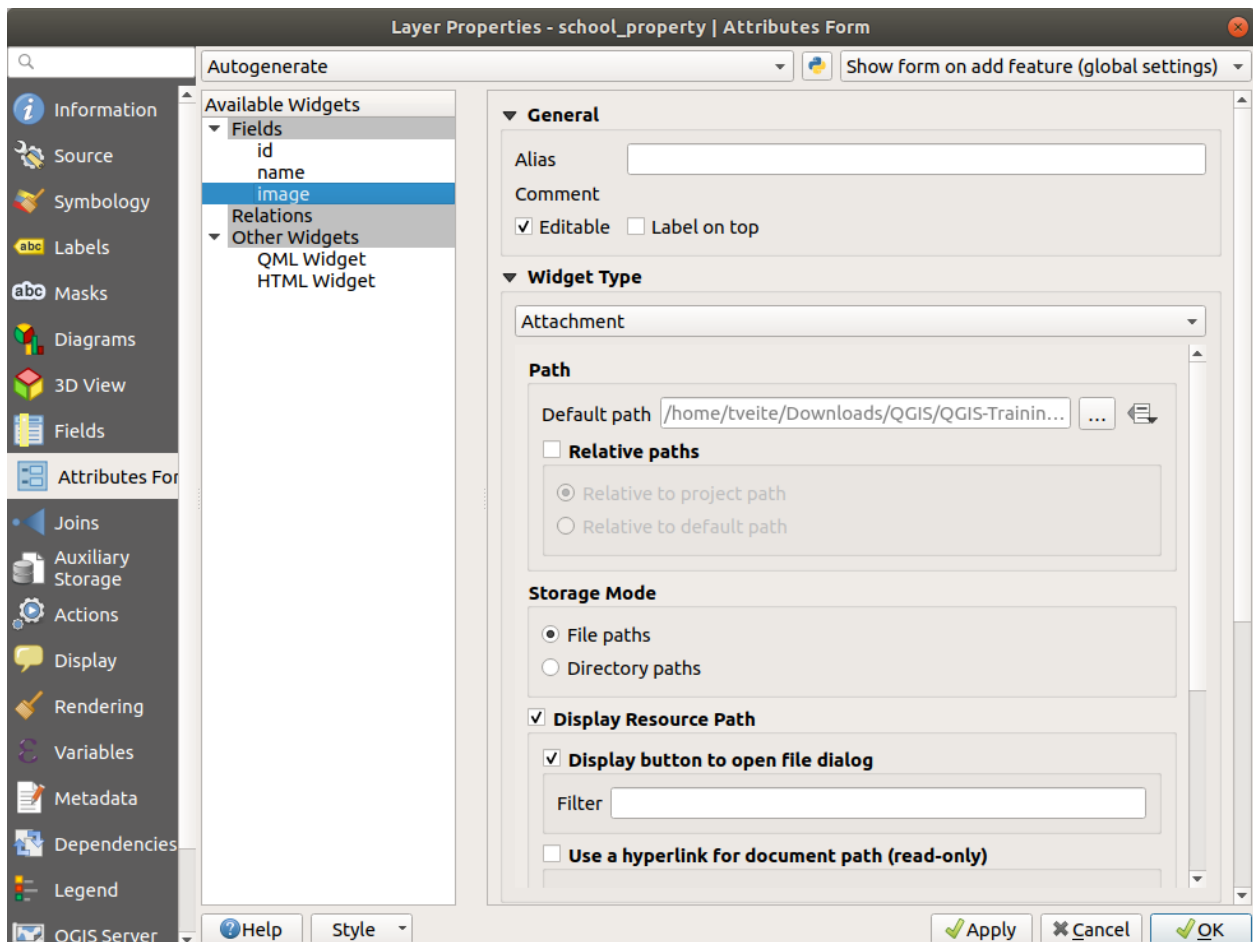 Layer Properties - school_property | Attributes Form
Autogenerate
Show form on add feature (global settings)
Information
Source
Symbology
abc Labels
abc Masks
Diagrams
3D View
Fields
Attributes For
Joins
Auxiliary
Storage
Actions
Display
Rendering
Variables
Metadata
Dependencies
Legend
QGIS Server
Available Widgets
Fields
id
name
image
Relations
Other Widgets
QML Widget
HTML Widget
General
Alias
Comment
Editable Label on top
Widget Type
Attachment
Path
Default path /home/tveite/Downloads/QGIS/QGIS-Trainin... ...
Relative paths
Relative to project path
Relative to default path
Storage Mode
File paths
Directory paths
Display Resource Path
Display button to open file dialog
Filter
Use a hyperlink for document path (read-only)
Help Style Apply Cancel OK